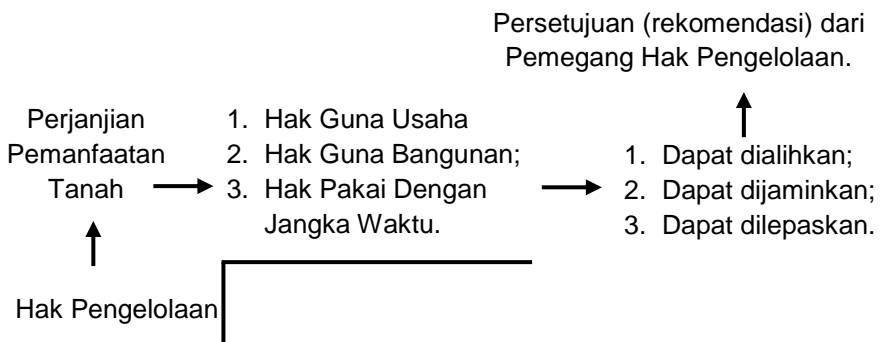 Persetujuan (rekomendasi) dari
Pemegang Hak Pengelolaan.
Perjanjian
Pemanfaatan
Tanah
1. Hak Guna Usaha
2. Hak Guna Bangunan;
3. Hak Pakai Dengan
Jangka Waktu.
1. Dapat dialihkan;
2. Dapat dijaminkan;
3. Dapat dilepaskan.
Hak Pengelolaan